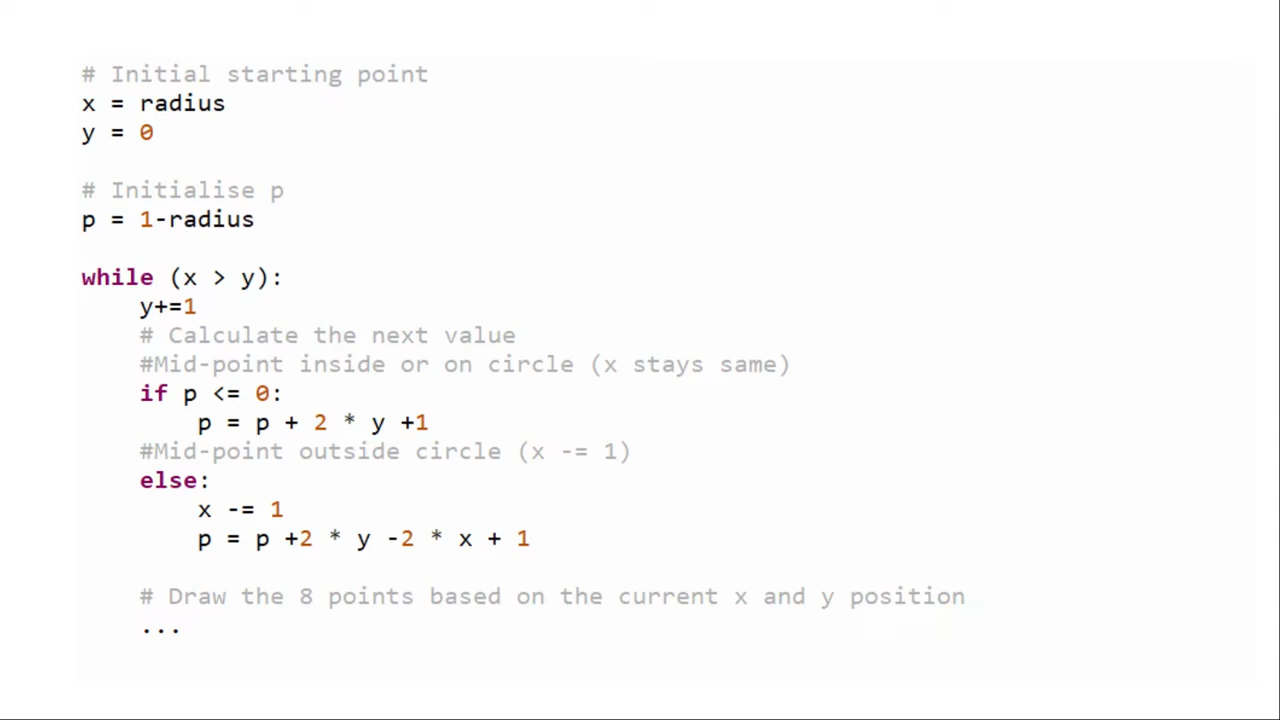 # Initial starting point
x = radius
y = 0
# Initialise p
p = 1-radius
while (x > y):
y+=1
# Calculate the next value
#Mid-point inside or on circle (x stays same)
if p <= 0:
p = p + 2 * y +1
#Mid-point outside circle (x -= 1)
else:
x -= 1
p = p +2 * y -2 * x + 1
# Draw the 8 points based on the current x and y position
...